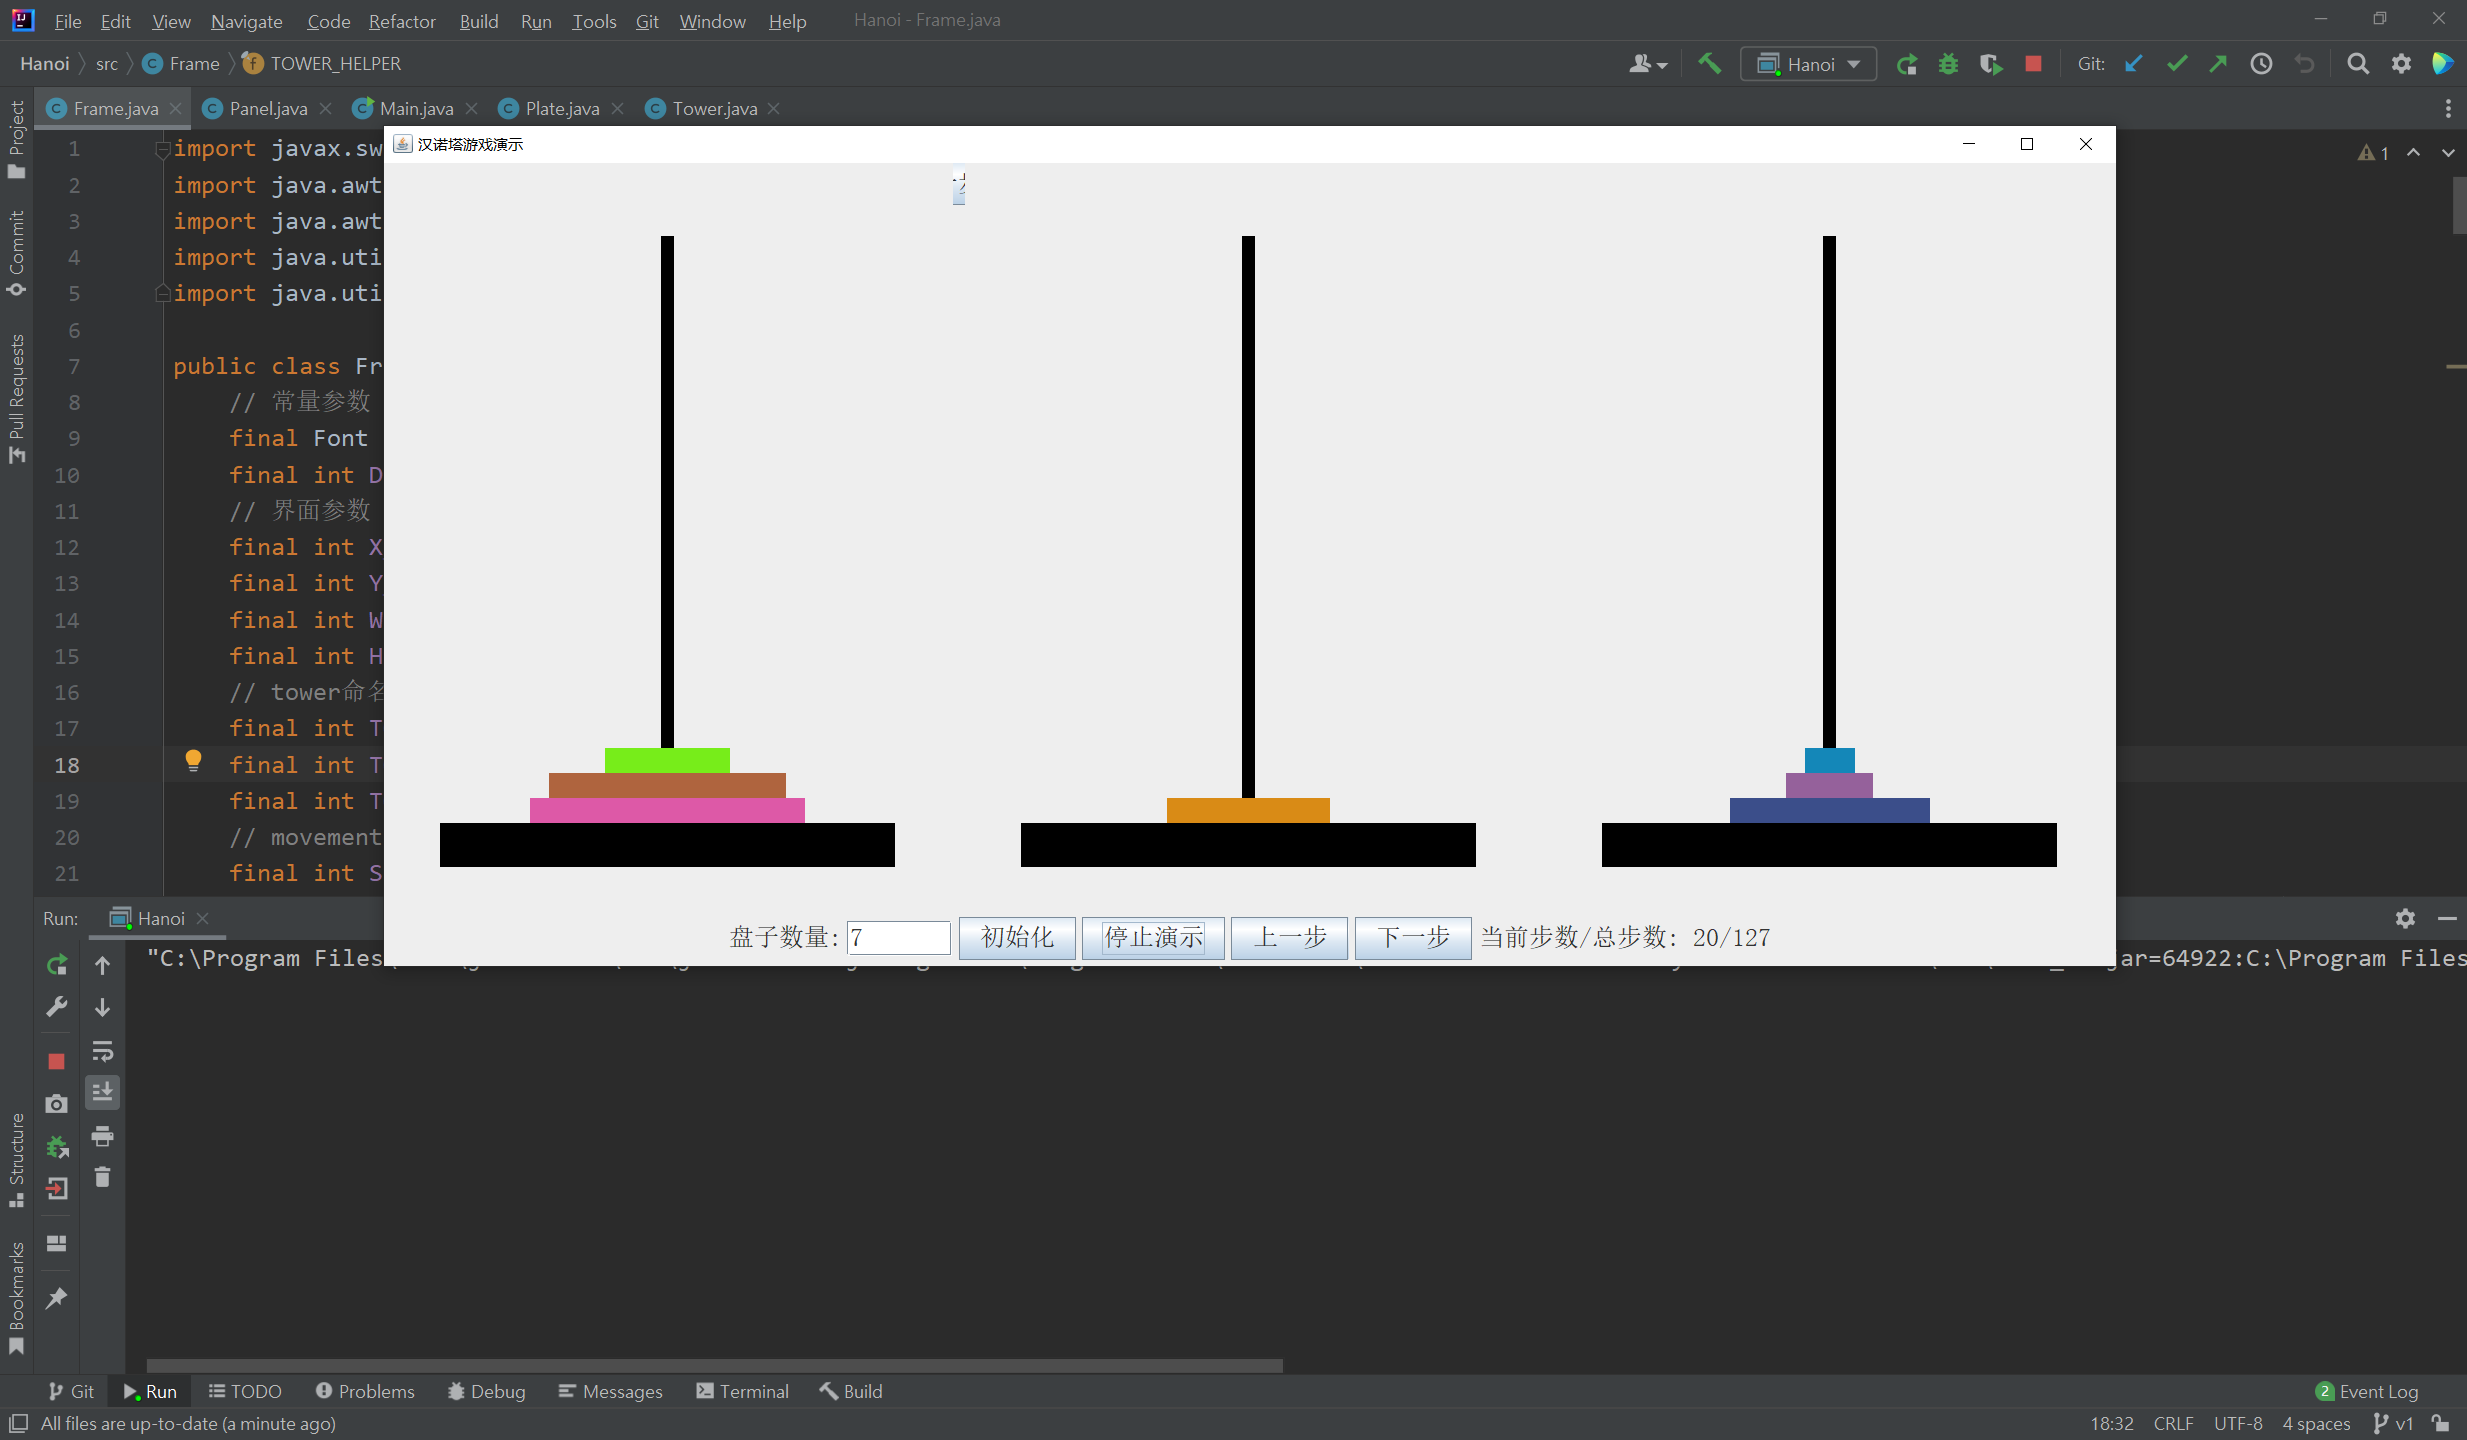 File Edit View Navigate Code Refactor Build Run Tools Git Window Help Hanoi - Frame.java
Hanoi src Frame TOWER_HELPER Hanoi Git:
Frame.java Panel.java Main.java Plate.java Tower.java
Project
Commit
Pull Requests
汉诺塔游戏演示
1 import javax.sw
2 import java.awt
3 import java.awt
4 import java.uti
5 import java.uti
6
7 public class Fr
8 // 常量参数
9 final Font
10 final int D
11 // 界面参数
12 final int X
13 final int Y
14 final int W
15 final int H
16 // tower命名
17 final int T
18 final int T
19 final int T
20 // movement
21 final int S
1
盘子数量: 7 初始化 停止演示 上一步 下一步 当前步数/总步数: 20/127
Run: Hanoi
"C:\Program Files
jar=64922:C:\Program Files
Structure
Bookmarks
Git Run TODO Problems Debug Messages Terminal Build 2 Event Log
All files are up-to-date (a minute ago) 18:32 CRLF UTF-8 4 spaces v1